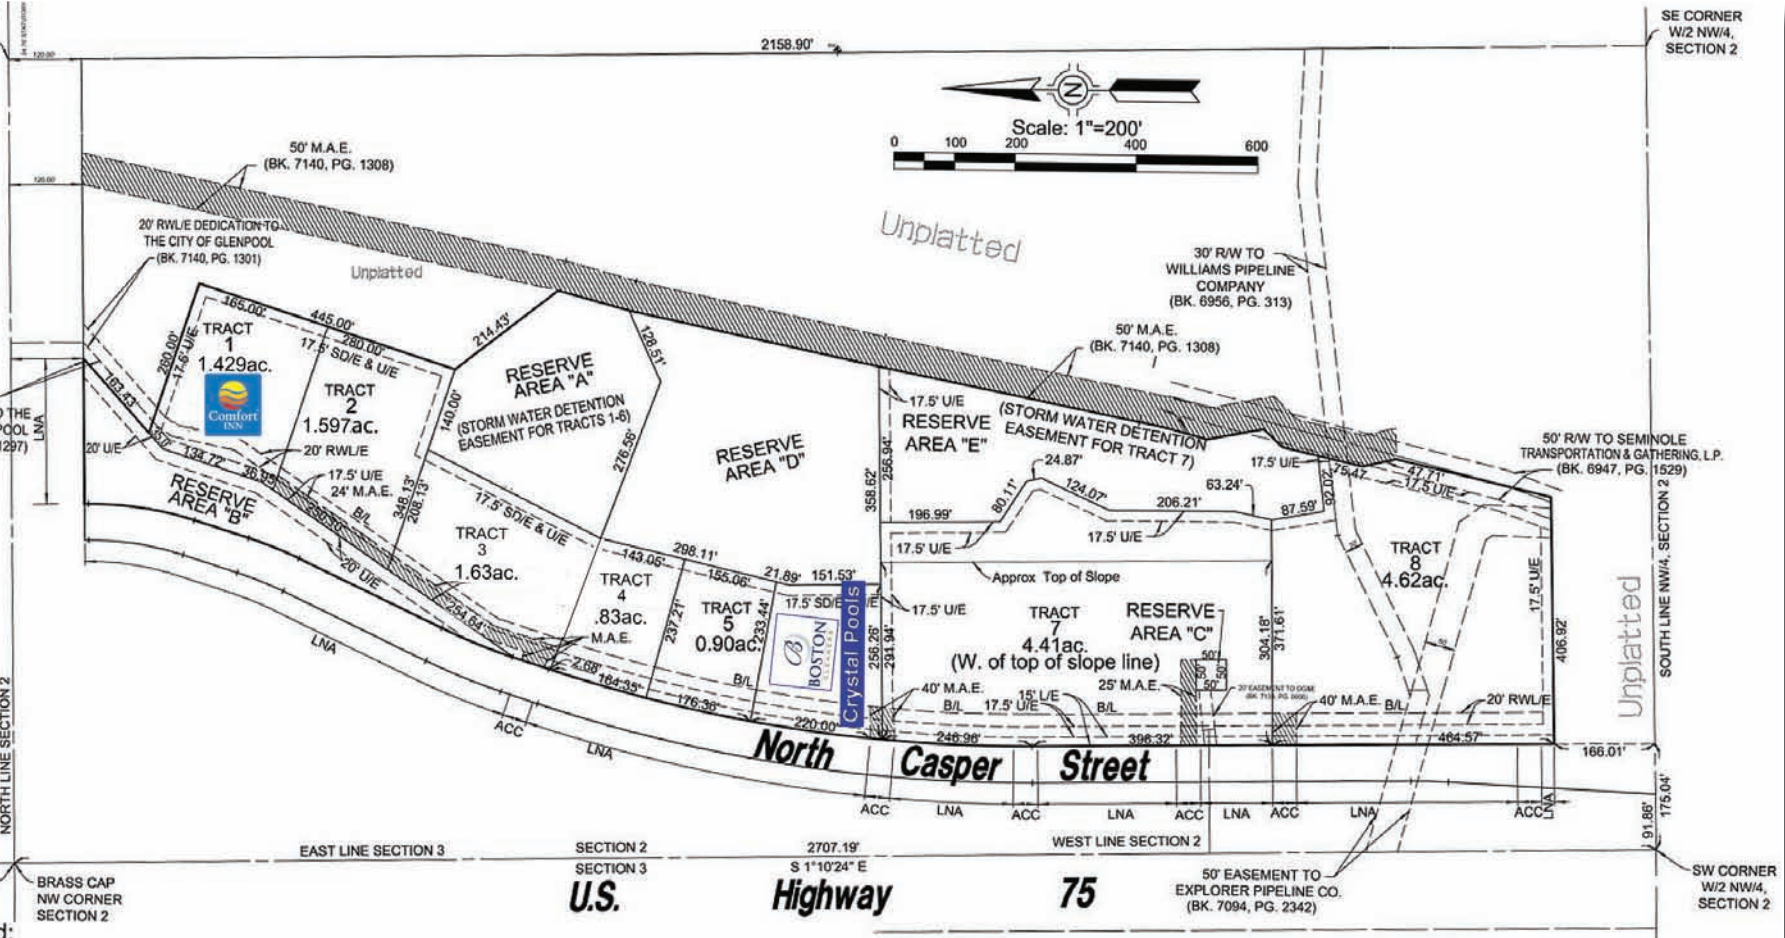 2158.90'
SE CORNER
W/2 NW/4,
SECTION 2
120.00'
N
Scale: 1"=200'
0 100 200 400 600
50' M.A.E.
(BK. 7140, PG. 1308)
120.00'
20' RWL/E DEDICATION TO
THE CITY OF GLENPOOL
(BK. 7140, PG. 1301)
Unplatted
Unplatted
30' R/W TO
WILLIAMS PIPELINE
COMPANY
(BK. 6956, PG. 313)
50' M.A.E.
(BK. 7140, PG. 1308)
165.00'
445.00'
280.00'
17.5' SD/E & U/E
214.43'
128.51'
TRACT
1
1.429ac.
280.00'
Comfort
INN
TRACT
2
1.597ac.
140.00'
RESERVE
AREA "A"
(STORM WATER DETENTION
EASEMENT FOR TRACTS 1-6)
276.58'
RESERVE
AREA "D"
17.5' U/E
RESERVE
AREA "E"
(STORM WATER DETENTION
EASEMENT FOR TRACT 7)
50' R/W TO SEMINOLE
TRANSPORTATION & GATHERING, L.P.
(BK. 6947, PG. 1529)
163.43'
LNA
20' U/E
134.72'
36.95'
20' RWL/E
17.5' U/E
24' M.A.E.
B/L
RESERVE
AREA "B"
20' U/E
254.64'
348.13'
208.13'
17.5' SD/E & U/E
TRACT
3
1.63ac.
358.62'
256.94'
24.87'
80.11'
124.07'
206.21'
63.24'
87.59'
92.02'
17.5' U/E
75.47'
47.71'
17.5 U/E
196.99'
17.5' U/E
17.5' U/E
Approx Top of Slope
298.11'
143.05'
155.06'
21.89'
151.53'
17.5' SD/E
17.5' U/E
TRACT
4
.83ac.
237.21'
TRACT
5
0.90ac.
233.44'
B
BOSTON
CLEANERS
Crystal Pools
256.26'
291.94'
TRACT
7
4.41ac.
(W. of top of slope line)
RESERVE
AREA "C"
304.18'
371.61'
TRACT
8
4.62ac.
17.5' U/E
406.92'
Unplatted
SOUTH LINE NW/4, SECTION 2
M.A.E.
2.68'
164.35'
B/L
176.36'
220.00'
40' M.A.E.
B/L
17.5' U/E
15' L/E
B/L
25' M.A.E.
50'
50'
50'
50'
40' M.A.E.
B/L
20' RWL/E
246.96'
396.32'
464.57'
166.01'
North Casper Street
LNA
ACC
LNA
ACC
LNA
ACC
LNA
ACC
LNA
ACC
LNA
ACC
LNA
91.86'
175.04'
NORTH LINE SECTION 2
EAST LINE SECTION 3
SECTION 2
SECTION 3
2707.19'
S 1°10'24" E
WEST LINE SECTION 2
BRASS CAP
NW CORNER
SECTION 2
U.S. Highway 75
50' EASEMENT TO
EXPLORER PIPELINE CO.
(BK. 7094, PG. 2342)
SW CORNER
W/2 NW/4,
SECTION 2